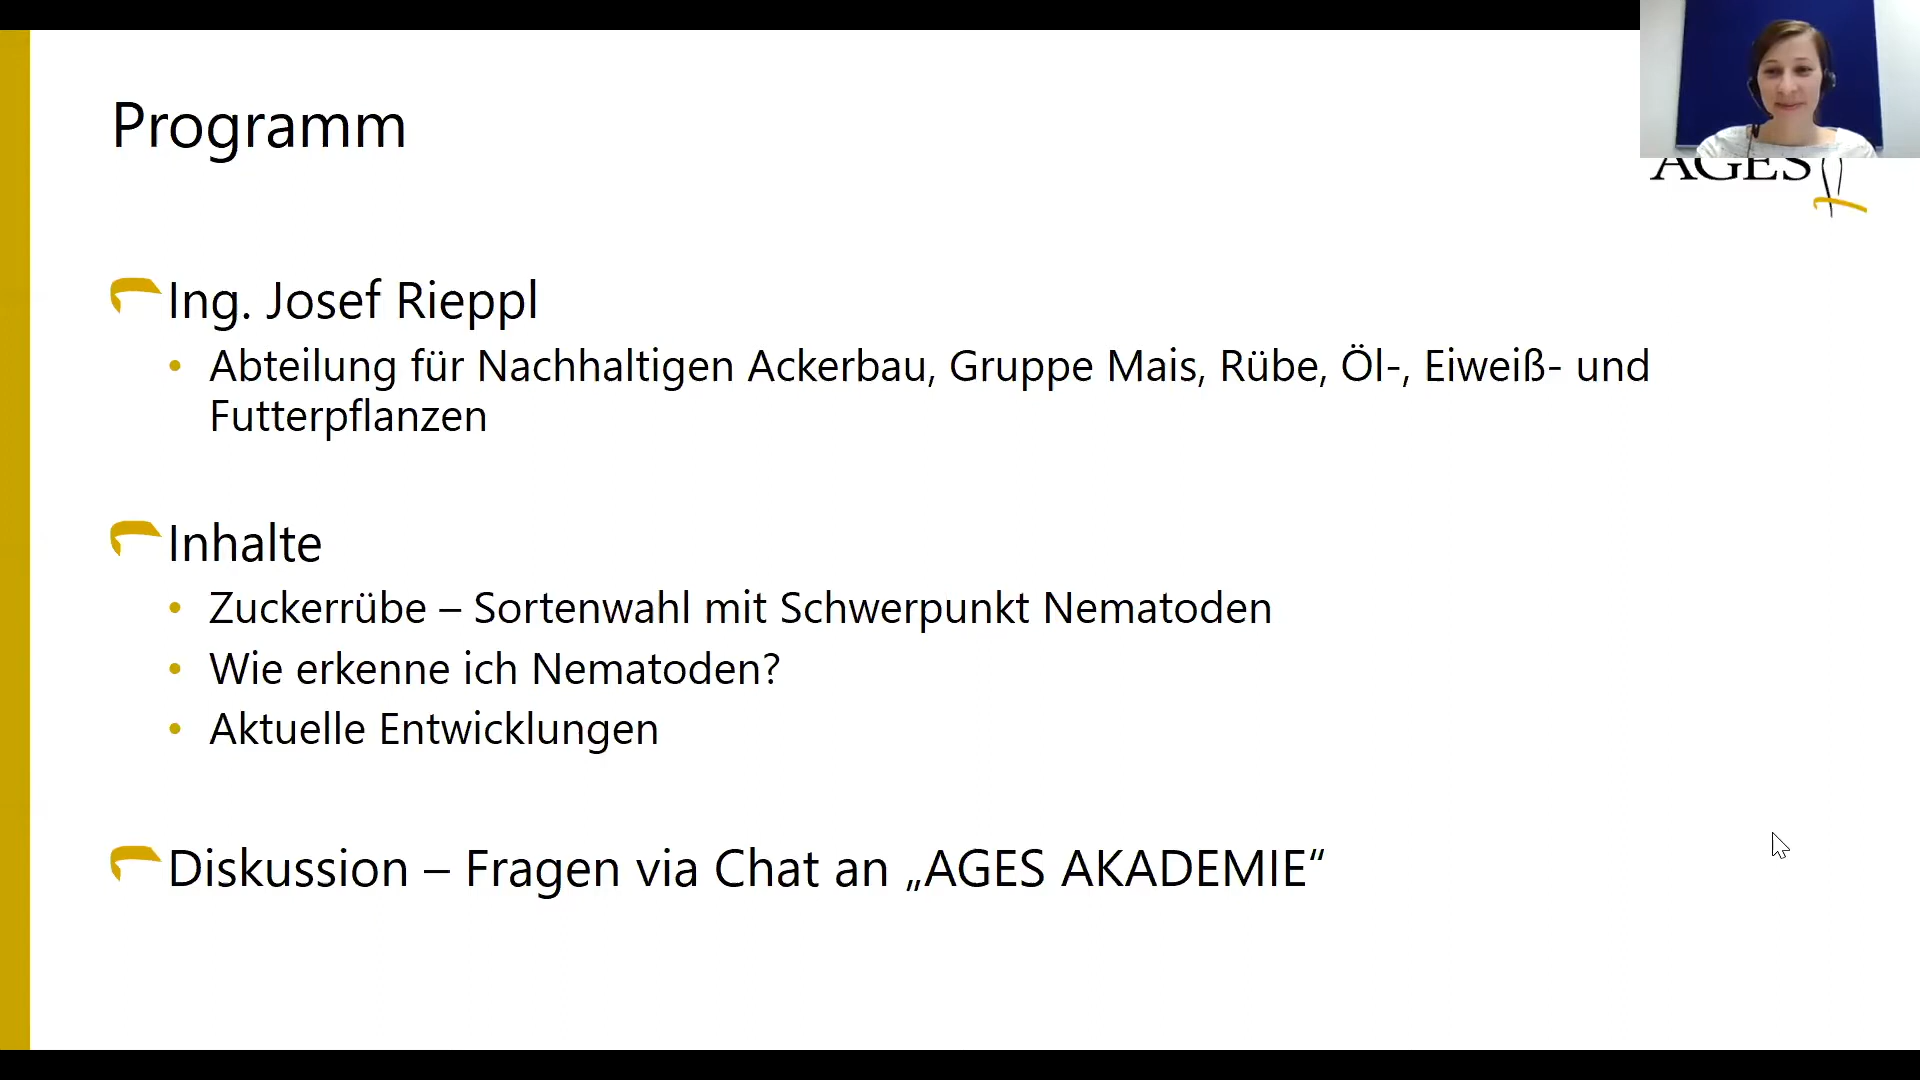 Programm
AGES
Ing. Josef Rieppl
Abteilung für Nachhaltigen Ackerbau, Gruppe Mais, Rübe, Öl-, Eiweiß- und
Futterpflanzen
Inhalte
Zuckerrübe – Sortenwahl mit Schwerpunkt Nematoden
Wie erkenne ich Nematoden?
Aktuelle Entwicklungen
Diskussion – Fragen via Chat an „AGES AKADEMIE“